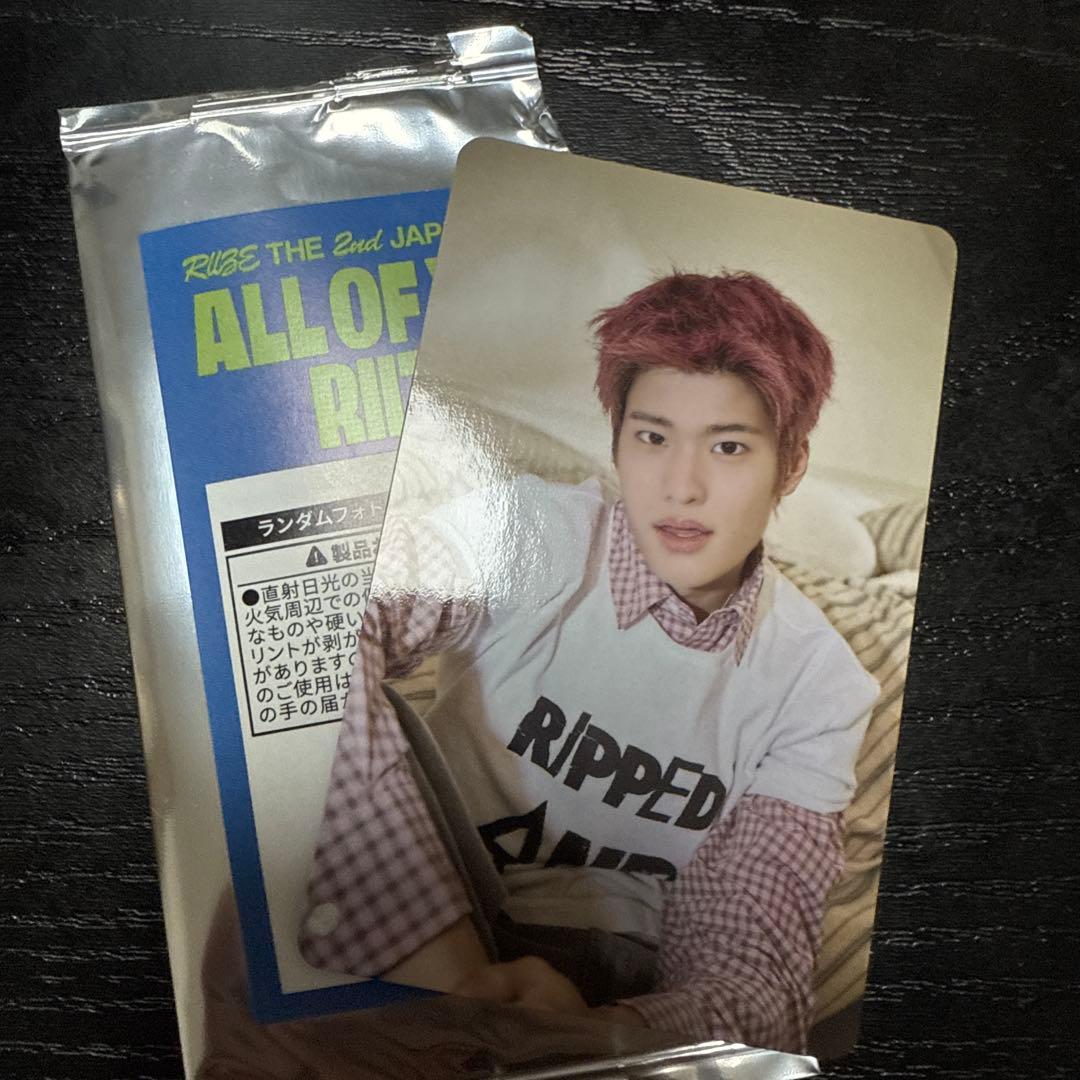 RIIZE THE 2nd JAP
ALL OF
RII
ランダムフォト
製品
●直射日光の当
火気周辺での
なものや硬い
リントが剥が
がありますの
のご使用は
の手の届
RIPPED
AND